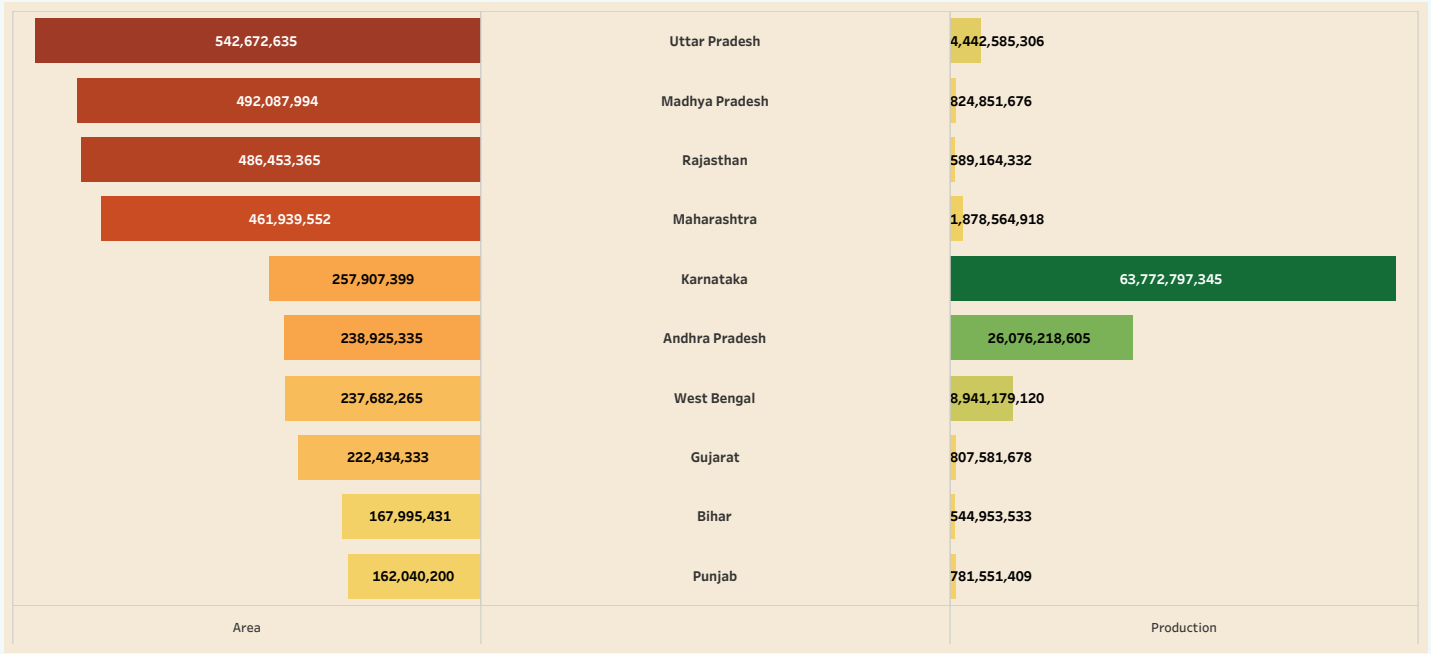 542,672,635 Uttar Pradesh 4,442,585,306
492,087,994 Madhya Pradesh 824,851,676
486,453,365 Rajasthan 589,164,332
461,939,552 Maharashtra 1,878,564,918
257,907,399 Karnataka 63,772,797,345
238,925,335 Andhra Pradesh 26,076,218,605
237,682,265 West Bengal 8,941,179,120
222,434,333 Gujarat 807,581,678
167,995,431 Bihar 544,953,533
162,040,200 Punjab 781,551,409
Area Production